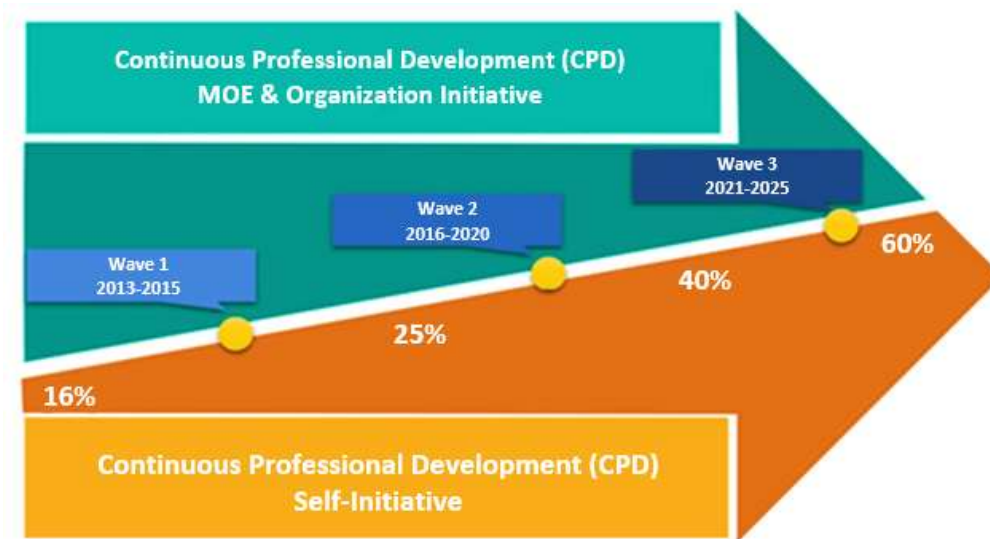 Continuous Professional Development (CPD)
MOE & Organization Initiative
Wave 3
2021-2025
Wave 2
2016-2020
60%
Wave 1
2013-2015
40%
25%
16%
Continuous Professional Development (CPD)
Self-Initiative